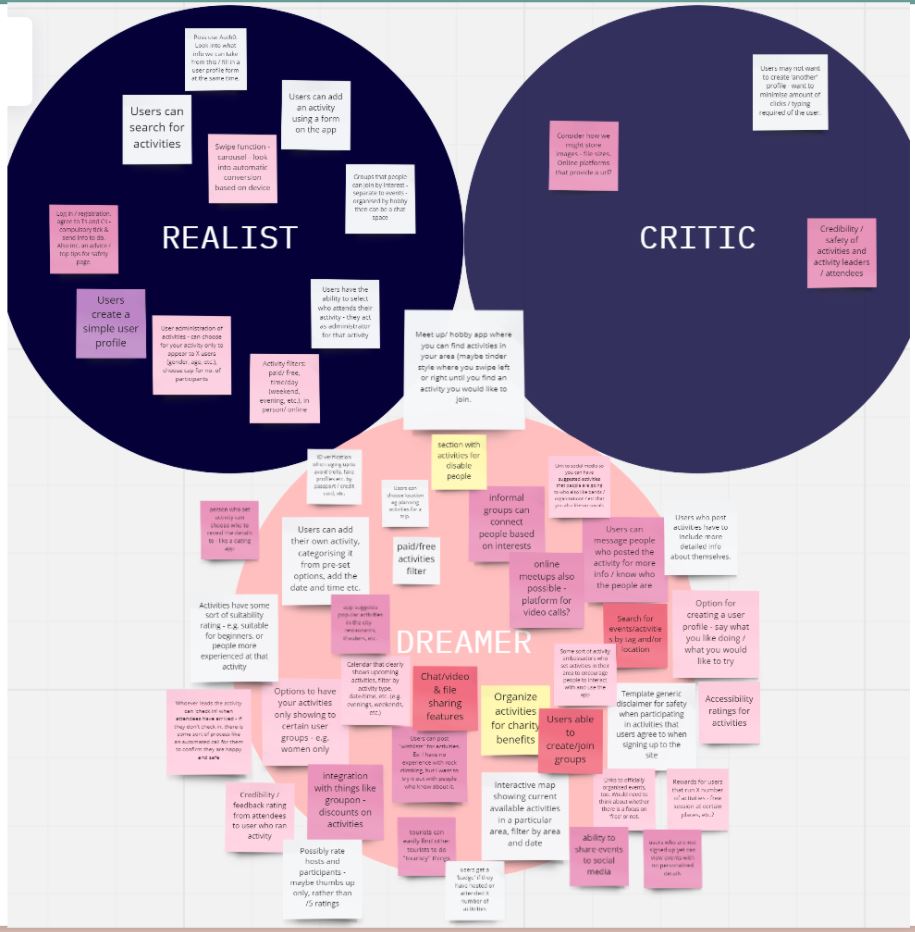 Possuse Auth0.
Look into what
info we can take
from this / fill in a
user profile form
at the same time.
Users can
search for
activities
Users can add
an activity
using a form
on the app
Swipe function -
carousel - look
into automatic
conversion
based on device
Groups that people
can join by interest -
separate to events -
organised by hobby
then can be a chat
space
Log in / registration,
agree to Ts and Cs -
compulsory tick &
send info to db.
Also inc. an advice /
top tips for safety
page.
REALIST
Users
create a
simple user
profile
User administration of
activities - can choose
for your activity only to
appear to X users
(gender, age, etc.),
choose cap for no. of
participants
Users have the
ability to select
who attends their
activity - they act
as administrator
for that activity
Activity filters:
paid/ free,
time/day
(weekend,
evening, etc.), in
person/ online
Users may not want
to create 'another'
profile - want to
minimise amount of
clicks / typing
required of the user.
Consider how we
might store
images - file sizes.
Online platforms
that provide a url?
CRITIC
Credibility /
safety of
activities and
activity leaders
/ attendees
Meet up/ hobby app where
you can find activities in
your area (maybe tinder
style where you swipe left
or right until you find an
activity you would like to
join.
ID verification
when signing up to
avoid trolls, fake
profiles etc. by
passport / credit
card, etc.
section with
activities for
disable
people
Users can
choose location
eg planning
activities for a
trip.
informal
groups can
connect
people based
on interests
Link to social media so
you can have
suggested activities
that people are going
to who also like bands /
person who set
activity can
choose who to
reveal the details
to - like a dating
app
Users can add
their own activity,
categorising it
from pre-set
options, add the
date and time etc.
paid/free
activities
filter
online
meetups also
possible -
platform for
video calls?
Users can
message people
who posted the
activity for more
info / know who
the people are
Users who post
activities have to
include more
detailed info
about themselves.
Activities have some
sort of suitability
rating - e.g. suitable
for beginners, or
people more
experienced at that
activity
app suggests
popular activities
in the city
restaurants,
theaters, etc.
DREAMER
Search for
events/activitie
s by tag and/or
location
Option for
creating a user
profile - say what
you like doing /
what you would
like to try
Whoever leads the activity
can 'check in' when
attendees have arrived - if
they don't check in, there is
some sort of process like
an automated call for them
to confirm they are happy
and safe.
Options to have
your activities
only showing to
certain user
groups - e.g.
women only
Calendar that clearly
shows upcoming
activities, filter by
activity type,
date/time, etc. (e.g.
evenings, weekends,
etc.)
Chat/video
& file
sharing
features
Organize
activities
for charity
benefits
Some sort of activity
ambassadors who
set activities in their
area to encourage
people to interact
with and use the
app
Users able
to
create/join
groups
Template generic
disclaimer for safety
when participating
in activities that
users agree to when
signing up to the
site
Accessibility
ratings for
activities
Credibility /
feedback rating
from attendees
to user who ran
activity
integration
with things like
groupon -
discounts on
activities
Users can post
"wishlists" for activities.
Ex: I have no
experience with rock
climbing, but I want to
try it out with people
who know about it.
Interactive map
showing current
available activities
in a particular
area, filter by area
and date
Links to officially
organised events,
too. Would need to
think about whether
there is a focus on
'free' or not.
Rewards for users
that run X number
of activities - free
session at certain
places, etc.?
Possibly rate
hosts and
participants -
maybe thumbs up
only, rather than
/5 ratings
tourists can
easily find other
tourists to do
"touristy" things
users get a
'badge' if they
have hosted or
attended X
number of
activities
ability to
share events
to social
media
users who are not
signed up yet can
view events with
no personalised
details